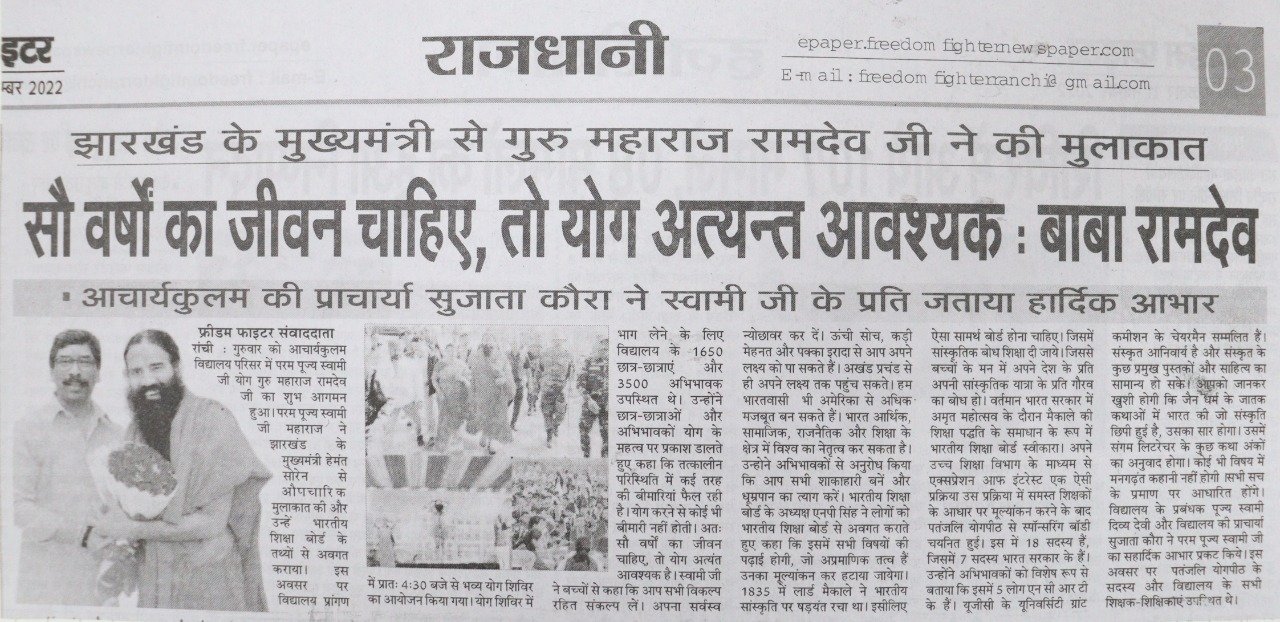 इटर
म्बर 2022
राजधानी
epaper.freedom fighternewspaper.com
E-mail : freedom fighterranchi@gmail.com
03
झारखंड के मुख्यमंत्री से गुरु महाराज रामदेव जी ने की मुलाकात
सौ वर्षों का जीवन चाहिए, तो योग अत्यन्त आवश्यक : बाबा रामदेव
· आचार्यकुलम की प्राचार्या सुजाता कौरा ने स्वामी जी के प्रति जताया हार्दिक आभार
फ्रीडम फाइटर संवाददाता
रांची : गुरुवार को आचार्यकुलम
विद्यालय परिसर में परम पूज्य स्वामी
जी योग गुरु महाराज रामदेव
जी का शुभ आगमन
हुआ। परम पूज्य स्वामी
जी महाराज ने
झारखंड के
मुख्यमंत्री हेमंत
सोरेन से
औपचारिक
मुलाकात की और
उन्हें भारतीय
शिक्षा बोर्ड के
तथ्यों से अवगत
कराया। इस
अवसर पर
विद्यालय प्रांगण
में प्रातः 4:30 बजे से भव्य योग शिविर
का आयोजन किया गया। योग शिविर में
भाग लेने के लिए
विद्यालय के 1650
छात्र-छात्राएं और
3500 अभिभावक
उपस्थित थे। उन्होंने
छात्र-छात्राओं और
अभिभावकों योग के
महत्व पर प्रकाश डालते
हुए कहा कि तत्कालीन
परिस्थिति में कई तरह
की बीमारियां फैल रही
है। योग करने से कोई भी
बीमारी नहीं होती। अतः
सौ वर्षों का जीवन
चाहिए, तो योग अत्यंत
आवश्यक है। स्वामी जी
ने बच्चों से कहा कि आप सभी विकल्प
रहित संकल्प लें। अपना सर्वस्व
न्योछावर कर दें। ऊंची सोच, कड़ी
मेहनत और पक्का इरादा से आप अपने
लक्ष्य को पा सकते हैं। अखंड प्रचंड से
ही अपने लक्ष्य तक पहुंच सकते। हम
भारतवासी भी अमेरिका से अधिक
मजबूत बन सकते हैं। भारत आर्थिक,
सामाजिक, राजनैतिक और शिक्षा के
क्षेत्र में विश्व का नेतृत्व कर सकता है।
उन्होंने अभिभावकों से अनुरोध किया
कि आप सभी शाकाहारी बनें और
धुम्रपान का त्याग करें। भारतीय शिक्षा
बोर्ड के अध्यक्ष एनपी सिंह ने लोगों को
भारतीय शिक्षा बोर्ड से अवगत कराते
हुए कहा कि इसमें सभी विषयों की
पढ़ाई होगी, जो अप्रमाणिक तत्व हैं
उनका मूल्यांकन कर हटाया जायेगा।
1835 में लार्ड मैकाले ने भारतीय
सांस्कृति पर षड्यंत रचा था। इसीलिए
ऐसा सामर्थ बोर्ड होना चाहिए। जिसमें
सांस्कृतिक बोध शिक्षा दी जाये। जिससे
बच्चों के मन में अपने देश के प्रति
अपनी सांस्कृतिक यात्रा के प्रति गौरव
का बोध हो। वर्तमान भारत सरकार में
अमृत महोत्सव के दौरान मैकाले की
शिक्षा पद्धति के समाधान के रूप में
भारतीय शिक्षा बोर्ड स्वीकारा। अपने
उच्च शिक्षा विभाग के माध्यम से
एक्सप्रेशन आफ इंटरेस्ट एक ऐसी
प्रक्रिया उस प्रक्रिया में समस्त शिक्षकों
के आधार पर मूल्यांकन करने के बाद
पतंजलि योगपीठ से स्पॉन्सरिंग बॉडी
चयनित हुई। इस में 18 सदस्य हैं,
जिसमें 7 सदस्य भारत सरकार के हैं।
उन्होंने अभिभावकों को विशेष रूप से
बताया कि इसमें 5 लोग एन सी आर टी
के हैं। यूजीसी के यूनिवर्सिटी ग्रांट
कमीशन के चेयरमैन सम्मलित हैं।
संस्कृत आनिवार्य है और संस्कृत के
कुछ प्रमुख पुस्तकों और साहित्य का
सामान्य हो सके। आपको जानकर
खुशी होगी कि जैन धर्म के जातक
कथाओं में भारत की जो संस्कृति
छिपी हुई है, उसका सार होगा। उसमें
संगम लिटरेचर के कुछ कथा अंकों
का अनुवाद होगा। कोई भी विषय में
मनगढ़ंत कहानी नहीं होगी सभी सच
के प्रमाण पर आधारित होंगे।
विद्यालय के प्रबंधक पूज्य स्वामी
दिव्य देवी और विद्यालय को प्राचार्या
सुजाता कौरा ने परम पूज्य स्वामी जी
का सहार्दिक आभार प्रकट किये। इस
अवसर पर पतंजलि योगपीठ के
सदस्य और विद्यालय के सभी
शिक्षक-शिक्षिकाएं उपस्थित थे।